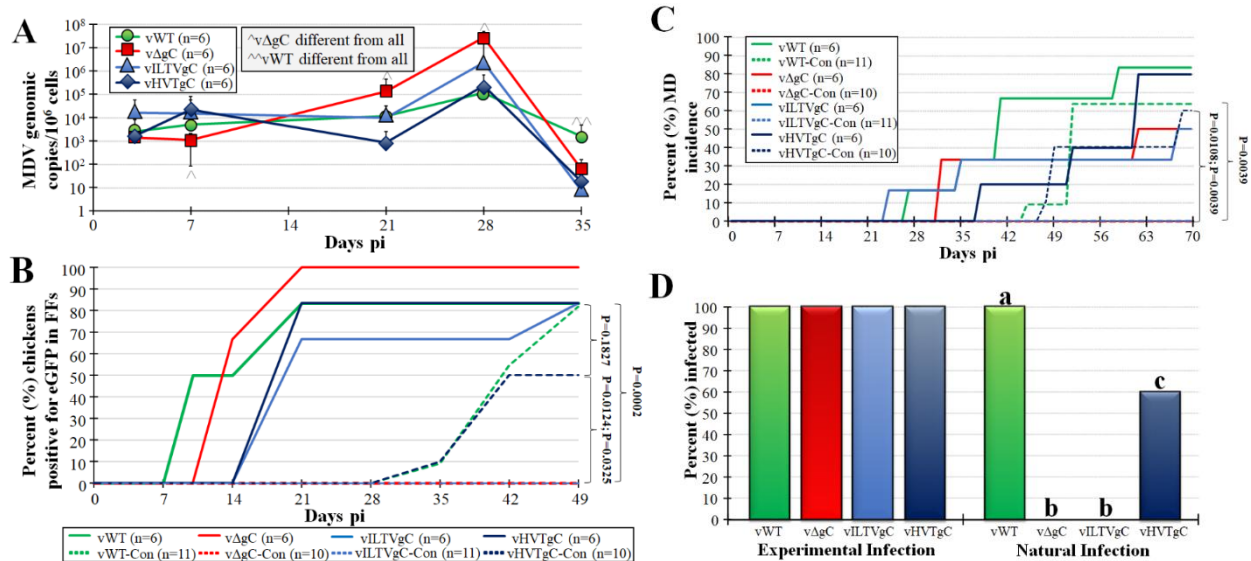 A
MDV genomic
copies/10⁶ cells
10⁸
10⁷
10⁶
10⁵
10⁴
10³
10²
10¹
1
vWT (n=6)
vΔgC (n=6)
vILTVgC (n=6)
vHVTgC (n=6)
^vΔgC different from all
^^vWT different from all
^
^
^
^^
0 7 14 21 28 35
Days pi
B
Percent (%) chickens
positive for eGFP in FFs
100
90
80
70
60
50
40
30
20
10
0
0 7 14 21 28 35 42 49
Days pi
P=0.1827
P=0.0124; P=0.0325
P=0.0002
vWT (n=6) vΔgC (n=6) vILTVgC (n=6) vHVTgC (n=6)
vWT-Con (n=11) vΔgC-Con (n=10) vILTVgC-Con (n=11) vHVTgC-Con (n=10)
C
Percent (%) MD
incidence
100
90
80
70
60
50
40
30
20
10
0
vWT (n=6)
vWT-Con (n=11)
vΔgC (n=6)
vΔgC-Con (n=10)
vILTVgC (n=6)
vILTVgC-Con (n=11)
vHVTgC (n=6)
vHVTgC-Con (n=10)
0 7 14 21 28 35 42 49 56 63 70
Days pi
P=0.0108; P=0.0039
P=0.0039
D
Percent (%) infected
100
90
80
70
60
50
40
30
20
10
0
a
b b
c
vWT vΔgC vILTVgC vHVTgC vWT vΔgC vILTVgC vHVTgC
Experimental Infection Natural Infection